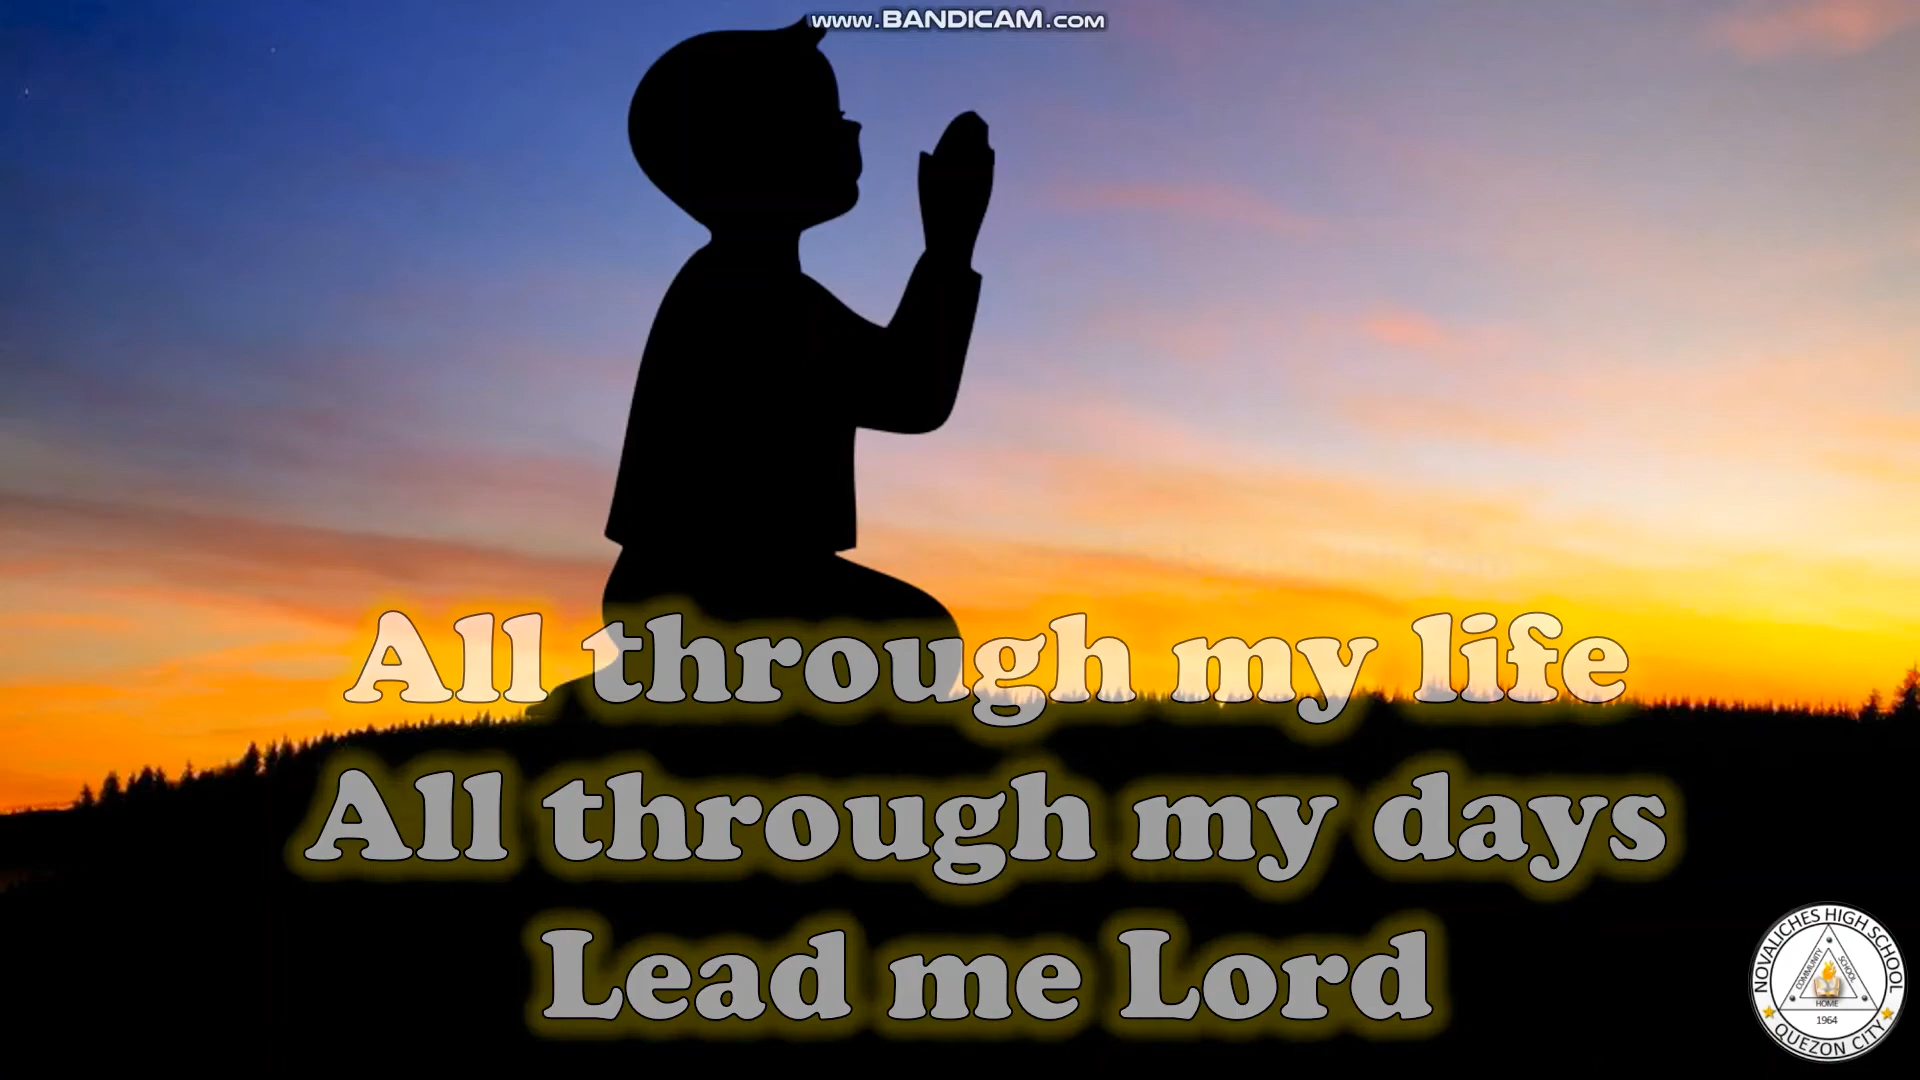 www.BANDICAM.com
All through my life
All through my days
Lead me Lord
NOVALICHES HIGH SCHOOL
COMMUNITY
SCHOOL
HOME
1964
QUEZON CITY